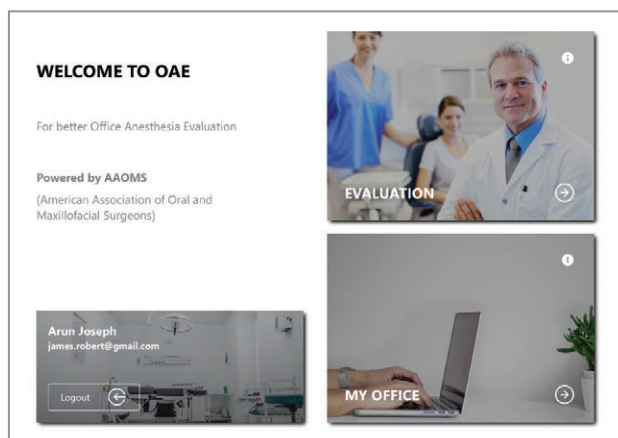 WELCOME TO OAE
For better Office Anesthesia Evaluation
Powered by AAOMS
(American Association of Oral and
Maxillofacial Surgeons)
Arun Joseph
james.robert@gmail.com
Logout
EVALUATION
MY OFFICE